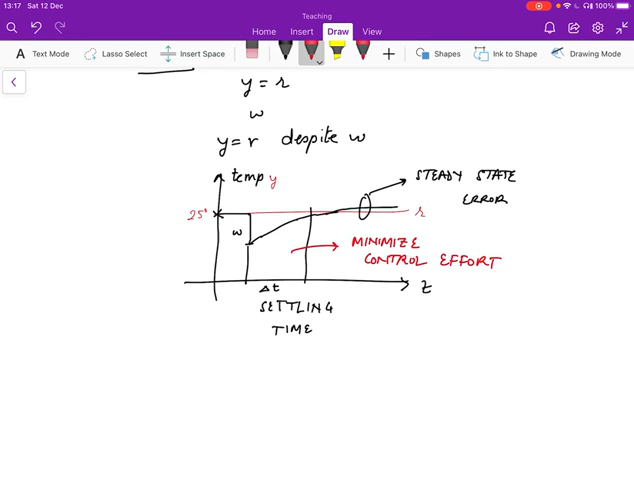 13:17 Sat 12 Dec
100%
Teaching
Home Insert Draw View
Text Mode Lasso Select Insert Space Shapes Ink to Shape Drawing Mode
y = r
w
y = r despite w
temp y
STEADY STATE
ERROR
25°
r
w
MINIMIZE
CONTROL EFFORT
Δt
SETTLING
TIME